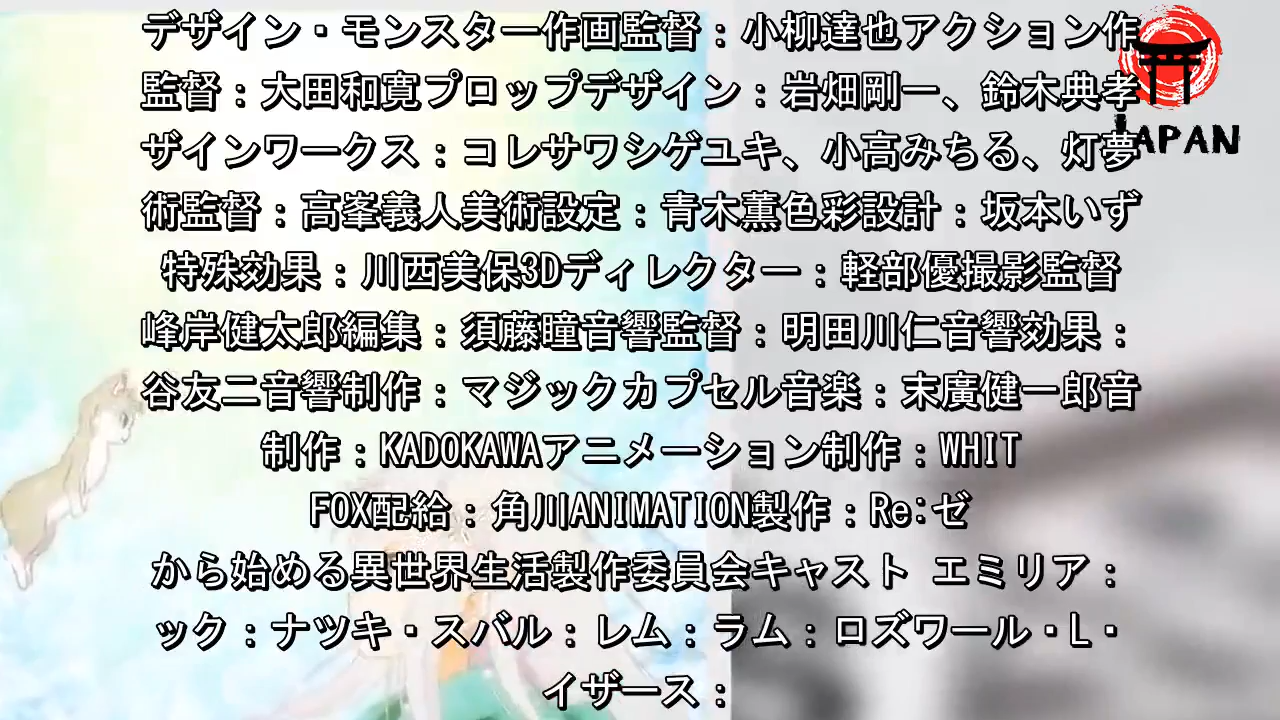 デザイン・モンスター作画監督：小柳達也アクション作
監督：大田和寛プロップデザイン：岩畑剛一、鈴木典孝
ザインワークス：コレサワシゲユキ、小高みちる、灯夢
術監督：高峯義人美術設定：青木薫色彩設計：坂本いず
特殊効果：川西美保3Dディレクター：軽部優撮影監督
峰岸健太郎編集：須藤瞳音響監督：明田川仁音響効果：
谷友二音響制作：マジックカプセル音楽：末廣健一郎音
制作：KADOKAWAアニメーション制作：WHIT
FOX配給：角川ANIMATION製作：Re:ゼ
から始める異世界生活製作委員会キャスト エミリア：
ック：ナツキ・スバル：レム：ラム：ロズワール・L・
イザース：
JAPAN